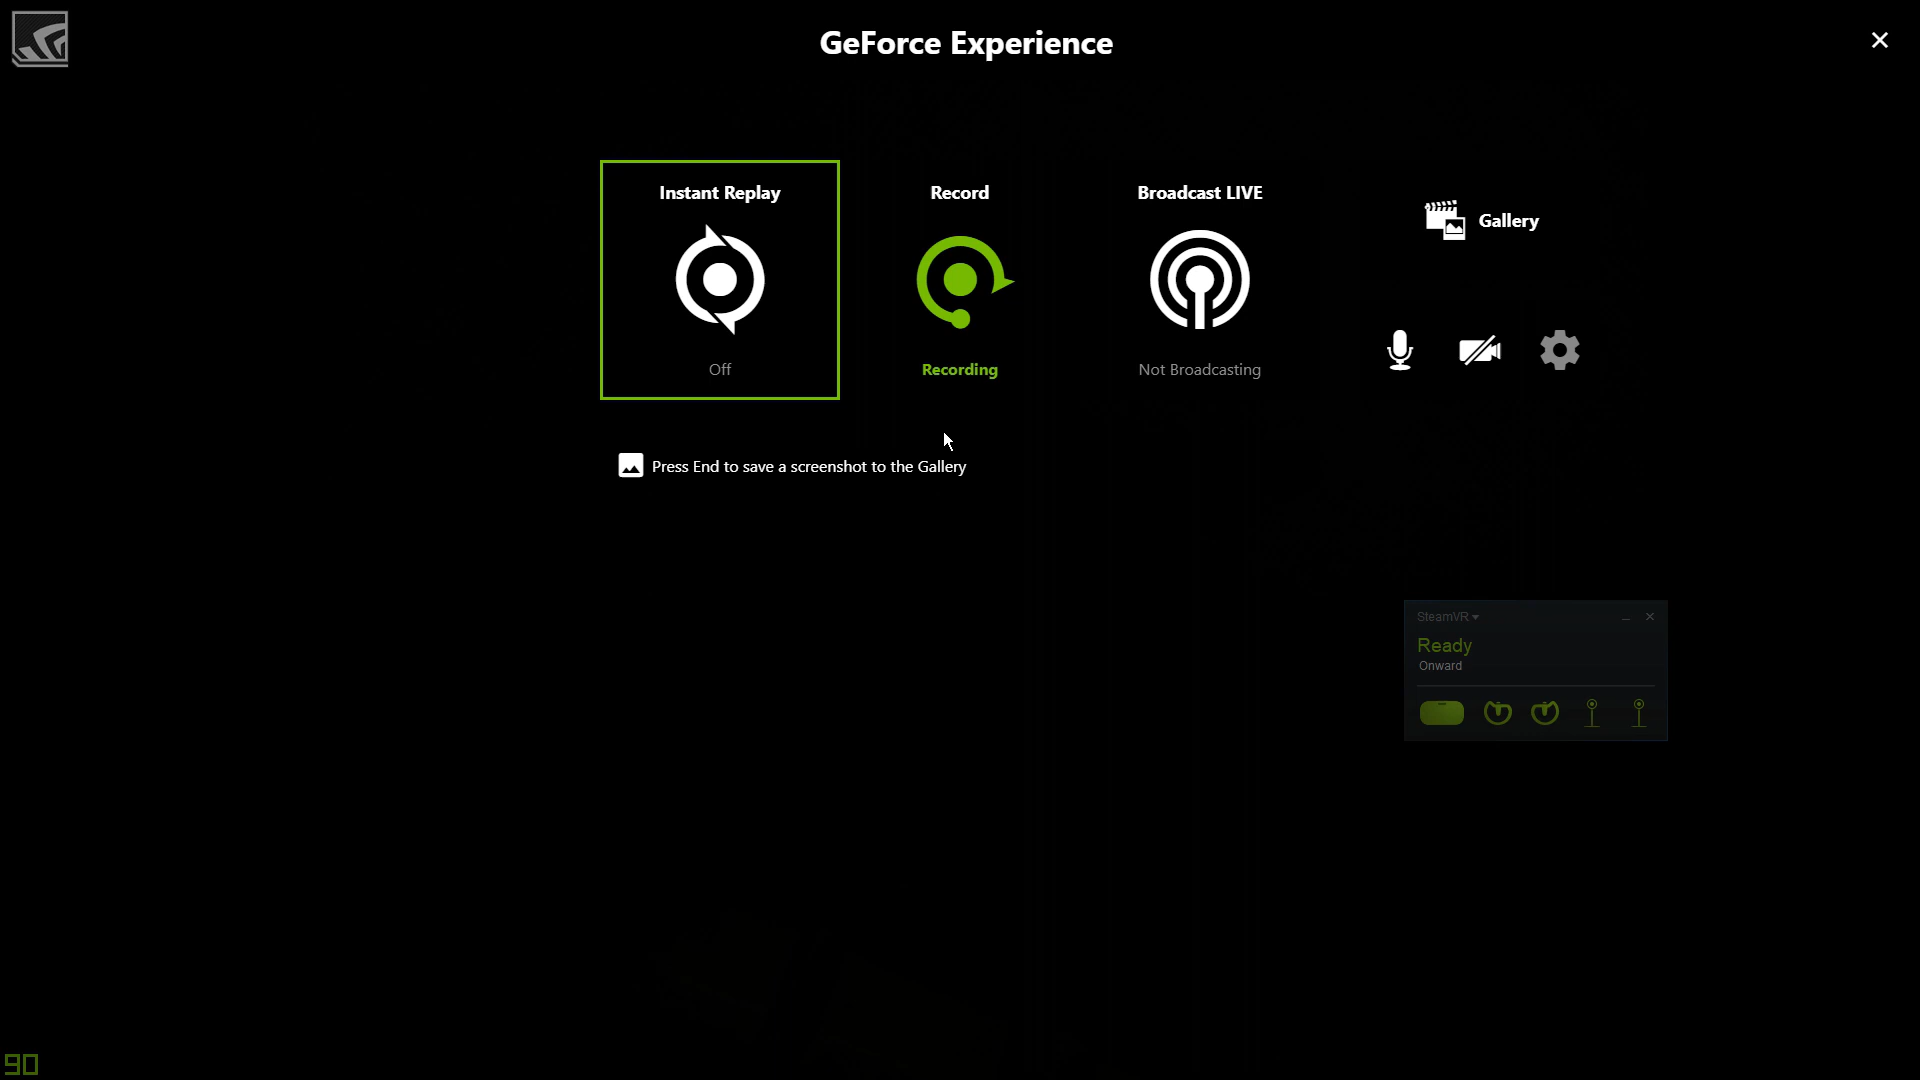 GeForce Experience
Instant Replay
Record
Broadcast LIVE
Gallery
Off
Recording
Not Broadcasting
Press End to save a screenshot to the Gallery
SteamVR
Ready
Onward
90